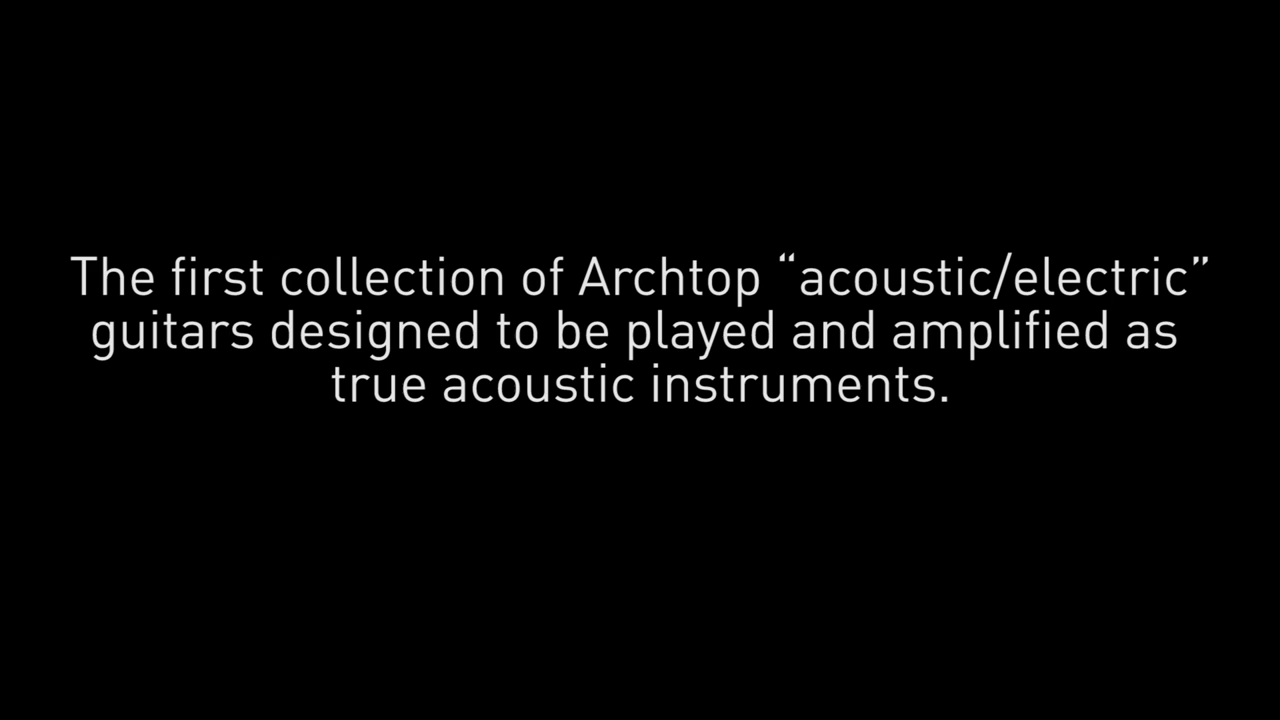 The first collection of Archtop “acoustic/electric”
guitars designed to be played and amplified as
true acoustic instruments.